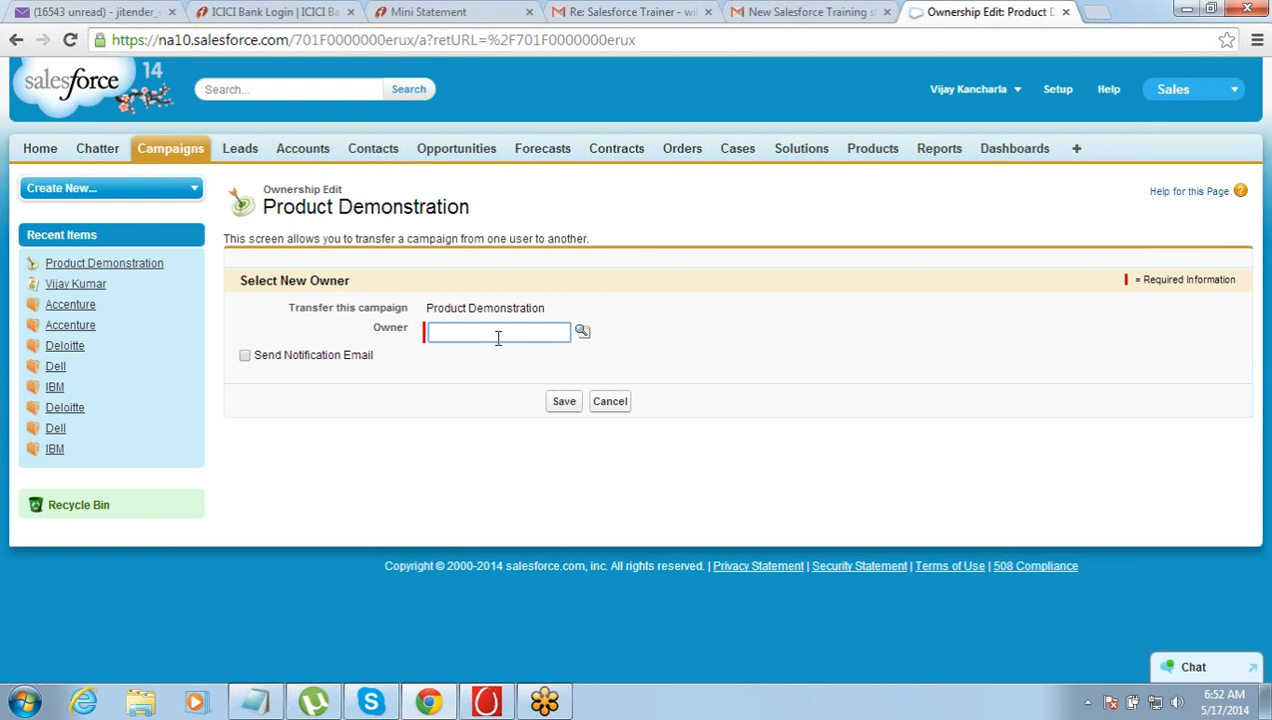 (16543 unread) - jitender_
ICICI Bank Login | ICICI Ba
Mini Statement
Re: Salesforce Trainer - wi
New Salesforce Training s
Ownership Edit: Product D
https://na10.salesforce.com/701F0000000erux/a?retURL=%2F701F0000000erux
salesforce
14
Search...
Search
Vijay Kancharla
Setup
Help
Sales
Home
Chatter
Campaigns
Leads
Accounts
Contacts
Opportunities
Forecasts
Contracts
Orders
Cases
Solutions
Products
Reports
Dashboards
+
Create New...
Recent Items
Product Demonstration
Vijay Kumar
Accenture
Accenture
Deloitte
Dell
IBM
Deloitte
Dell
IBM
Recycle Bin
Ownership Edit
Product Demonstration
Help for this Page ?
This screen allows you to transfer a campaign from one user to another.
Select New Owner
= Required Information
Transfer this campaign Product Demonstration
Owner
Send Notification Email
Save Cancel
Copyright © 2000-2014 salesforce.com, inc. All rights reserved. | Privacy Statement | Security Statement | Terms of Use | 508 Compliance
Chat
6:52 AM
5/17/2014